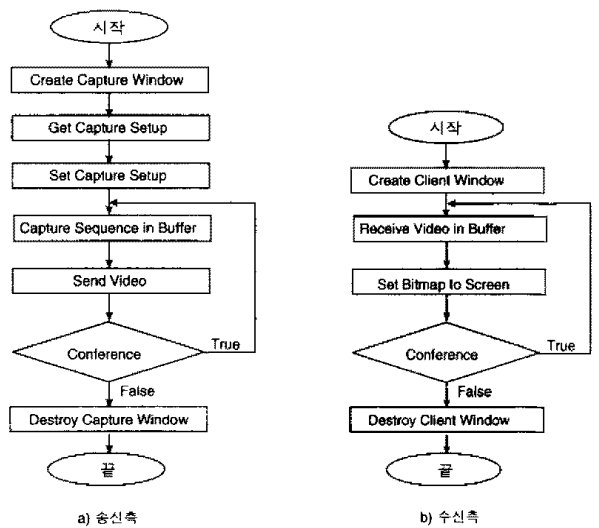 시작
Create Capture Window
Get Capture Setup
Set Capture Setup
Capture Sequence in Buffer
Send Video
Conference
True
False
Destroy Capture Window
끝
a) 송신측
시작
Create Client Window
Receive Video in Buffer
Set Bitmap to Screen
Conference
True
False
Destroy Client Window
끝
b) 수신측